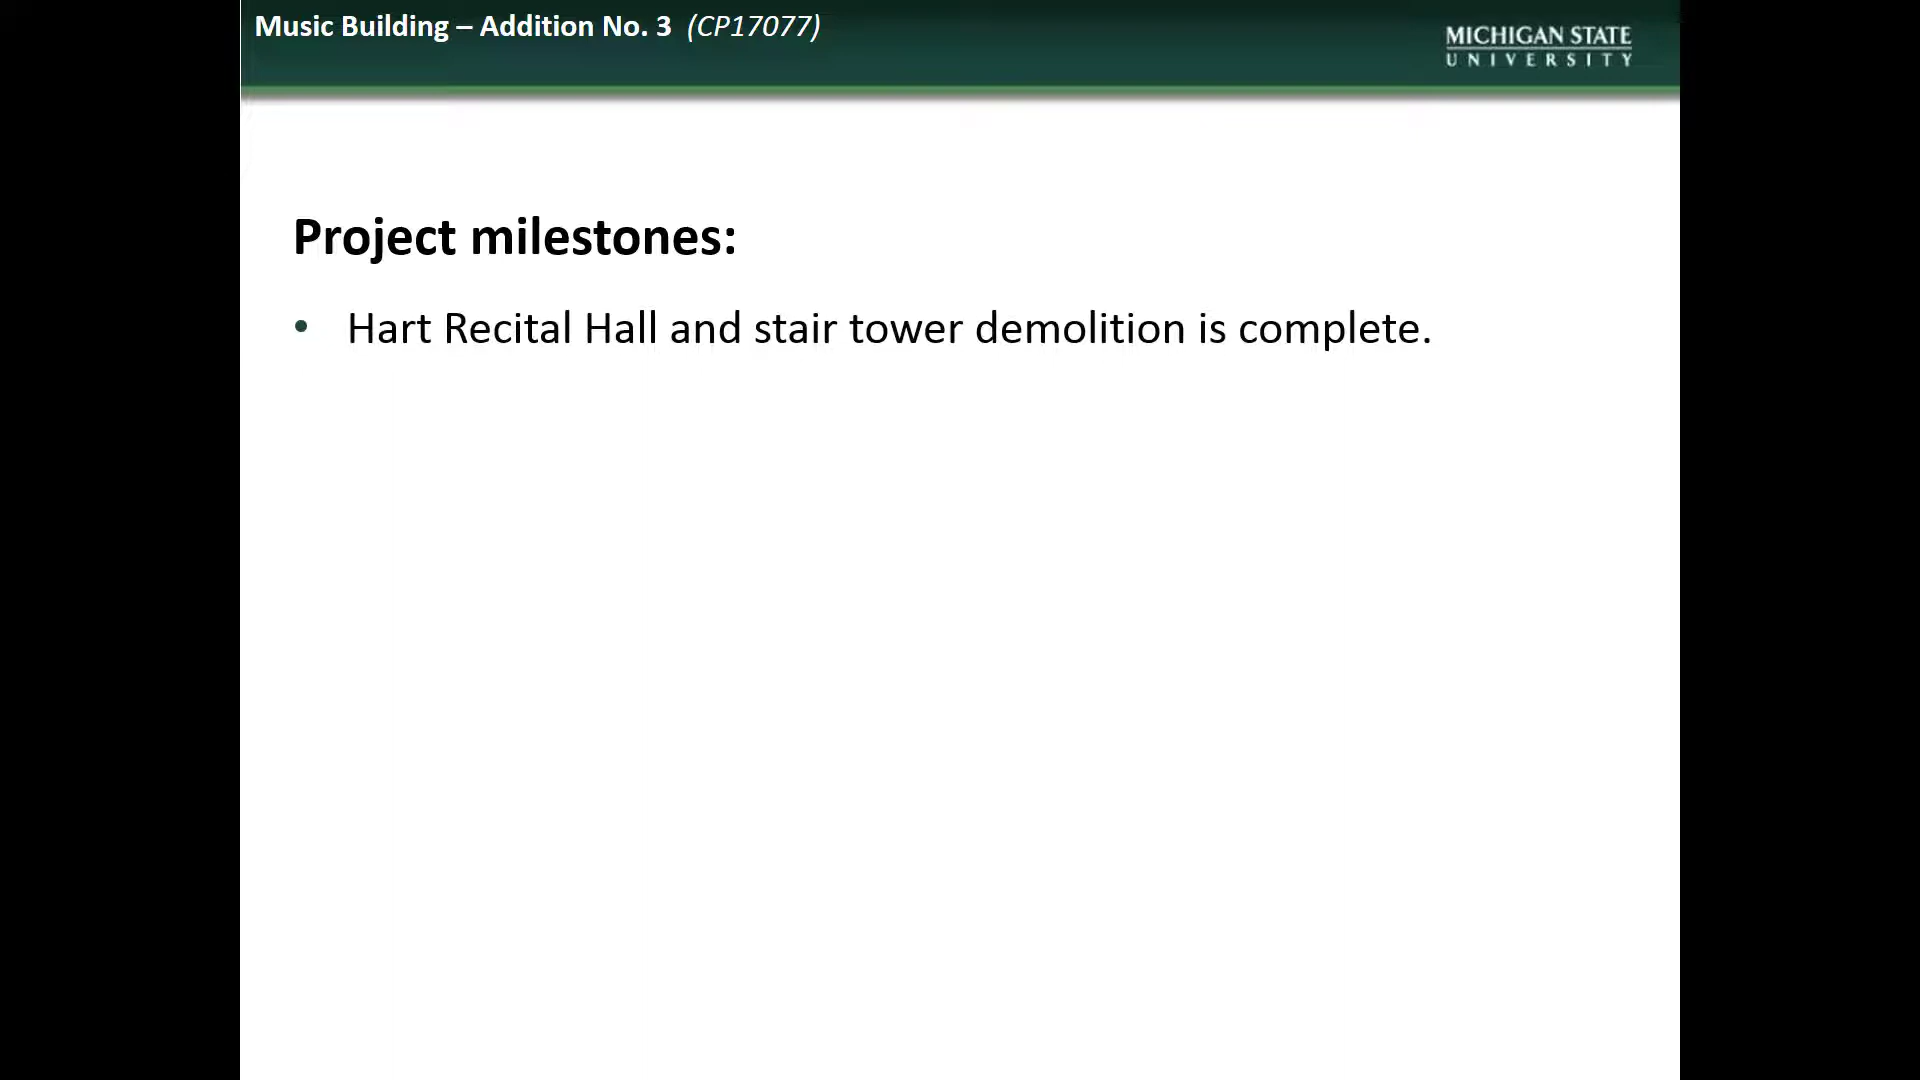 Music Building – Addition No. 3 (CP17077)
MICHIGAN STATE
UNIVERSITY
Project milestones:
• Hart Recital Hall and stair tower demolition is complete.